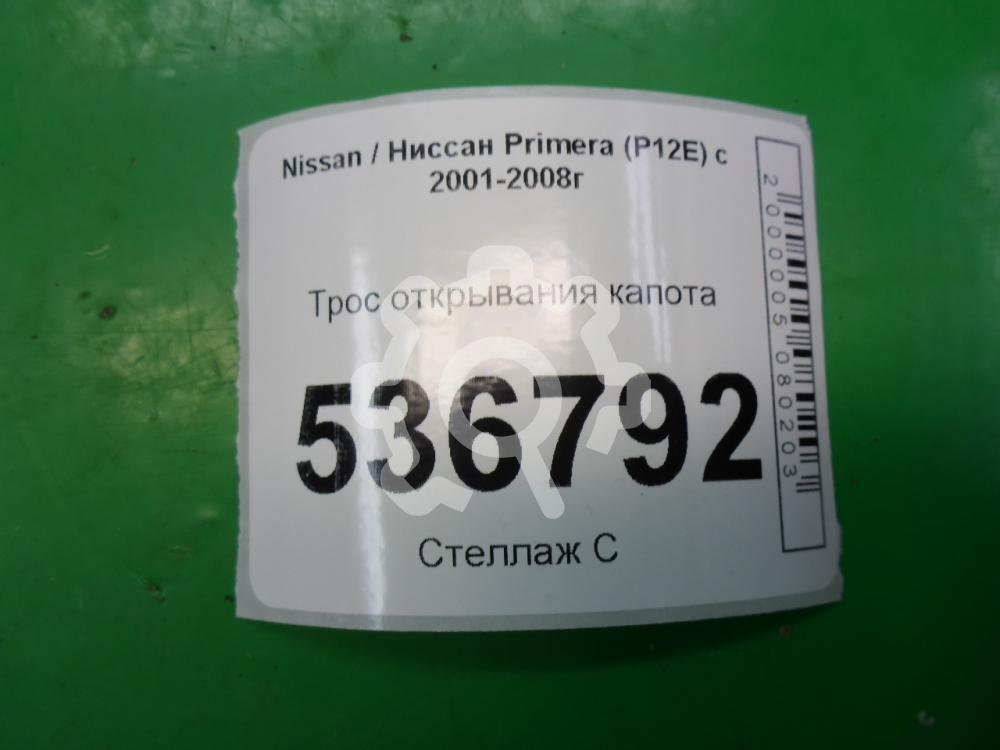 Nissan / Ниссан Primera (P12E) с
2001-2008г
Трос открывания капота
536792
Стеллаж С
2000005080203